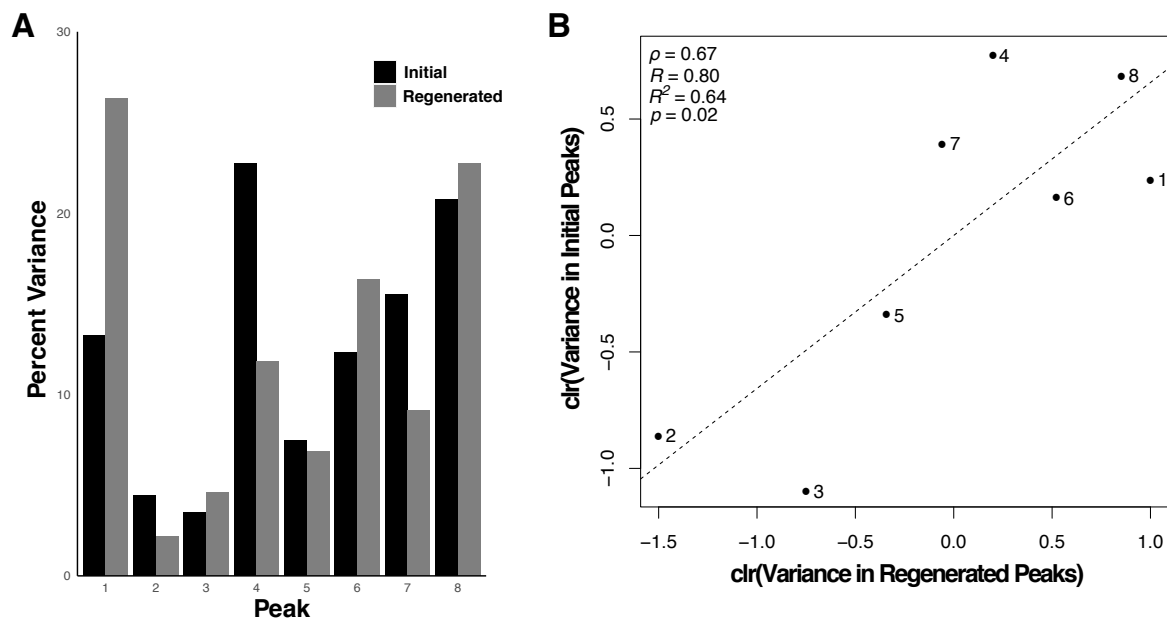 A
30
20
10
0
Percent Variance
Initial
Regenerated
1 2 3 4 5 6 7 8
Peak
B
ρ = 0.67
R = 0.80
R² = 0.64
p = 0.02
4
8
7
1
6
5
2
3
0.5
0.0
−0.5
−1.0
clr(Variance in Initial Peaks)
−1.5 −1.0 −0.5 0.0 0.5 1.0
clr(Variance in Regenerated Peaks)